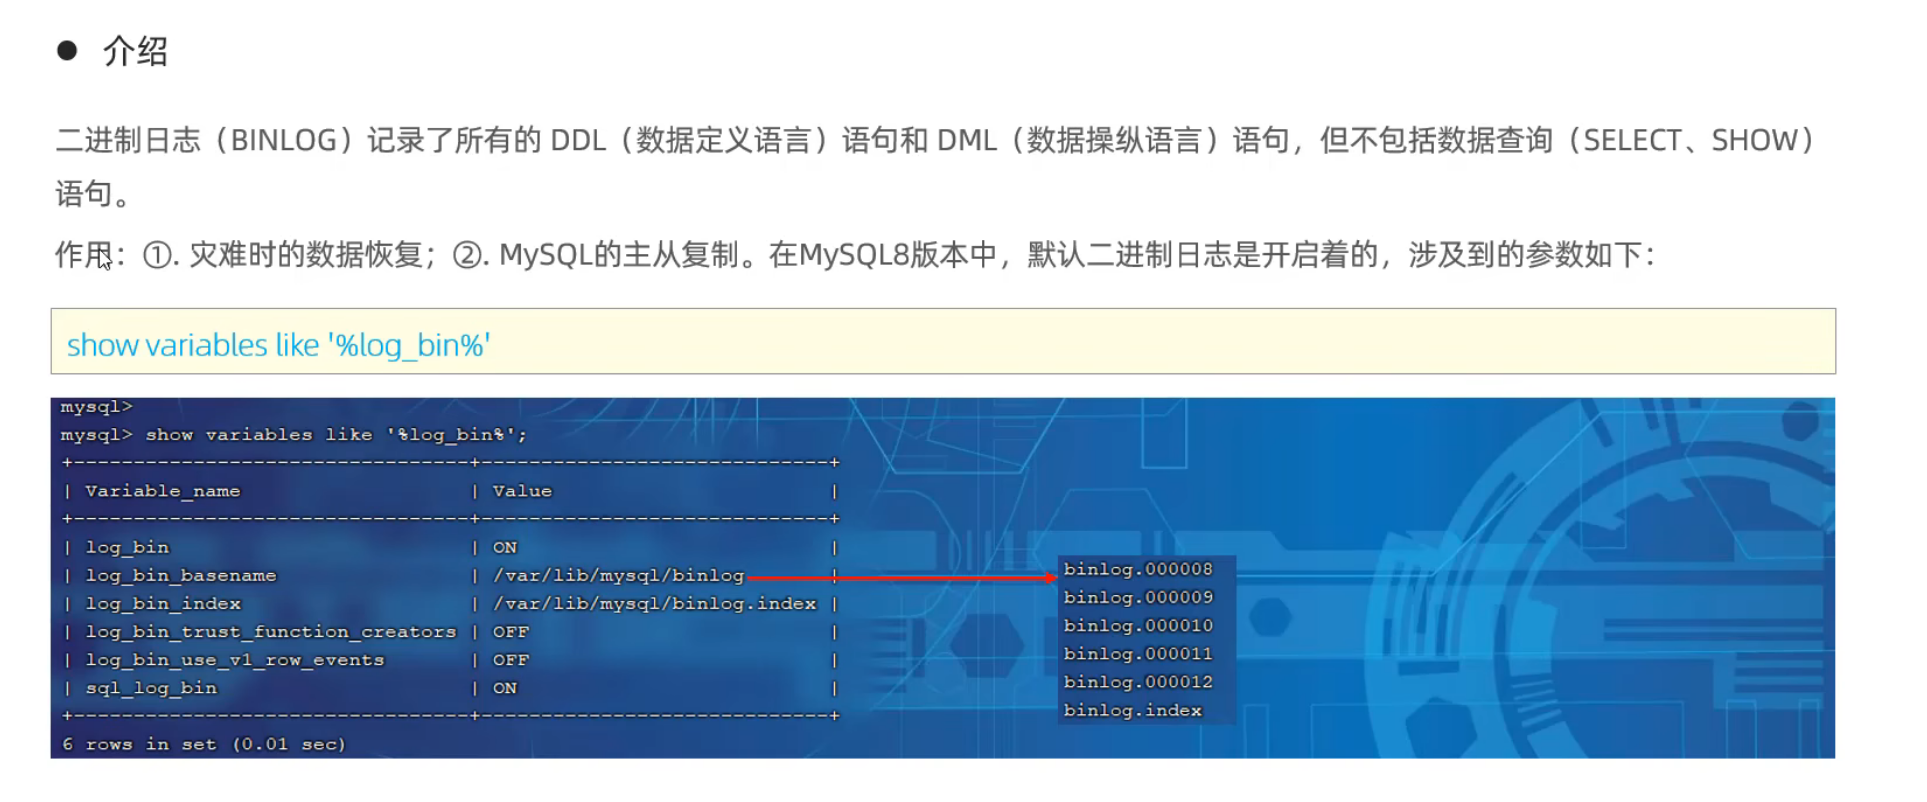 ● 介绍
二进制日志（BINLOG）记录了所有的 DDL（数据定义语言）语句和 DML（数据操纵语言）语句，但不包括数据查询（SELECT、SHOW）
语句。
作用：①. 灾难时的数据恢复；②. MySQL的主从复制。在MySQL8版本中，默认二进制日志是开启着的，涉及到的参数如下：
show variables like '%log_bin%'
mysql>
mysql> show variables like '%log_bin%';
+----------------------------------+-----------------------------+
| Variable_name | Value |
+----------------------------------+-----------------------------+
| log_bin | ON |
| log_bin_basename | /var/lib/mysql/binlog |
| log_bin_index | /var/lib/mysql/binlog.index |
| log_bin_trust_function_creators | OFF |
| log_bin_use_v1_row_events | OFF |
| sql_log_bin | ON |
+----------------------------------+-----------------------------+
6 rows in set (0.01 sec)
binlog.000008
binlog.000009
binlog.000010
binlog.000011
binlog.000012
binlog.index